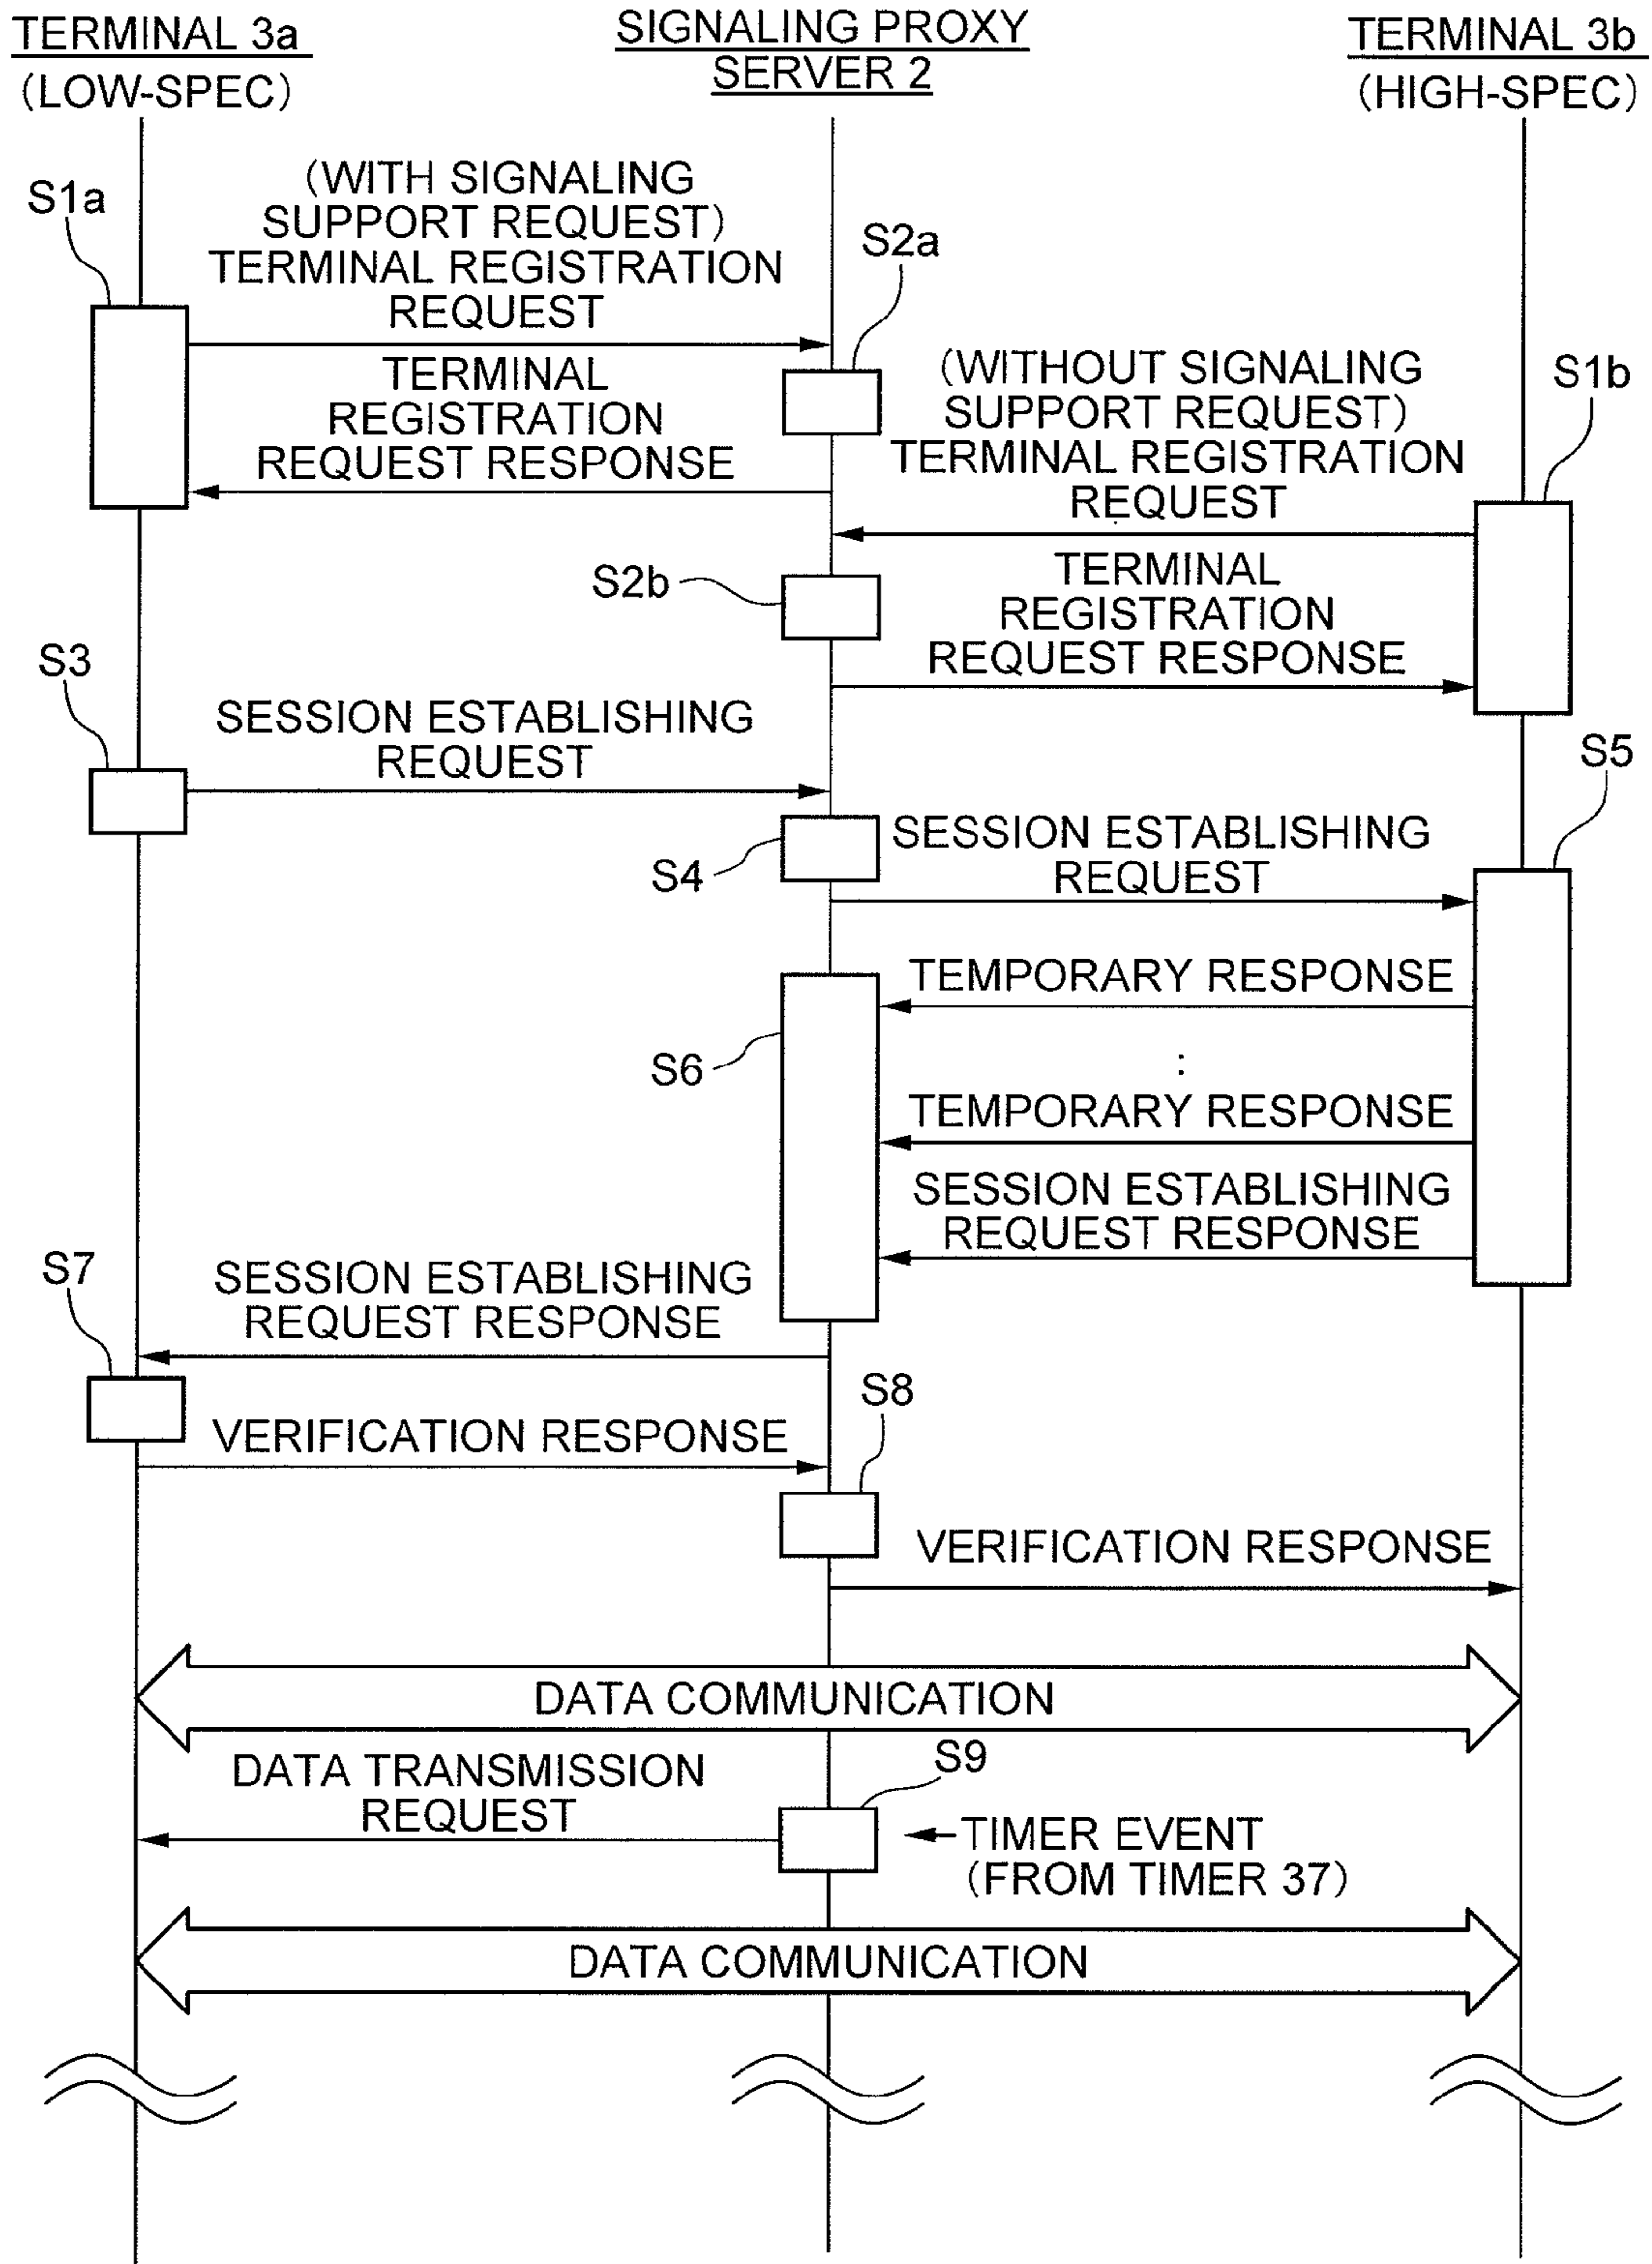 TERMINAL 3a
(LOW-SPEC)
SIGNALING PROXY
SERVER 2
TERMINAL 3b
(HIGH-SPEC)
S1a
(WITH SIGNALING
SUPPORT REQUEST)
TERMINAL REGISTRATION
REQUEST
S2a
TERMINAL
REGISTRATION
REQUEST RESPONSE
(WITHOUT SIGNALING
SUPPORT REQUEST)
TERMINAL REGISTRATION
REQUEST
S1b
S2b
TERMINAL
REGISTRATION
REQUEST RESPONSE
S3
SESSION ESTABLISHING
REQUEST
S4
SESSION ESTABLISHING
REQUEST
S5
TEMPORARY RESPONSE
S6
:
TEMPORARY RESPONSE
SESSION ESTABLISHING
REQUEST RESPONSE
S7
SESSION ESTABLISHING
REQUEST RESPONSE
S8
VERIFICATION RESPONSE
VERIFICATION RESPONSE
DATA COMMUNICATION
DATA TRANSMISSION
REQUEST
S9
TIMER EVENT
(FROM TIMER 37)
DATA COMMUNICATION